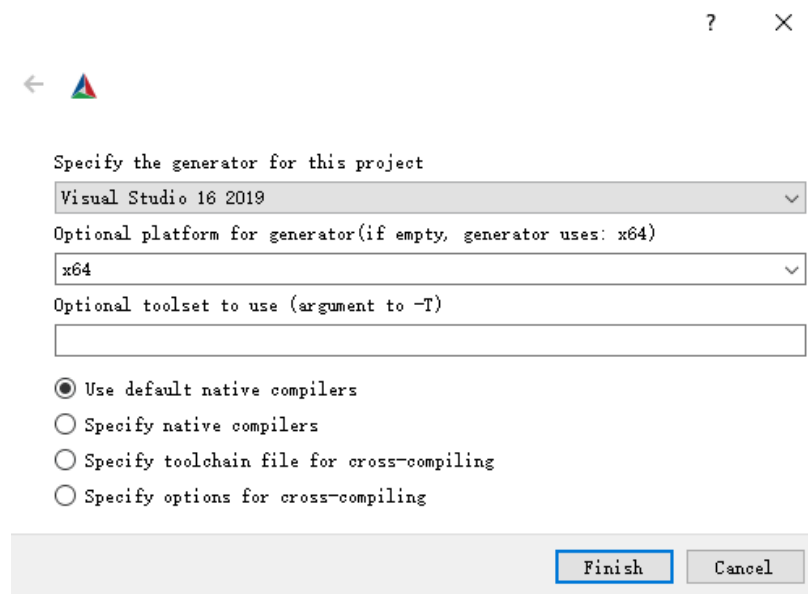 ?
Specify the generator for this project
Visual Studio 16 2019
Optional platform for generator(if empty, generator uses: x64)
x64
Optional toolset to use (argument to -T)
Use default native compilers
Specify native compilers
Specify toolchain file for cross-compiling
Specify options for cross-compiling
Finish Cancel